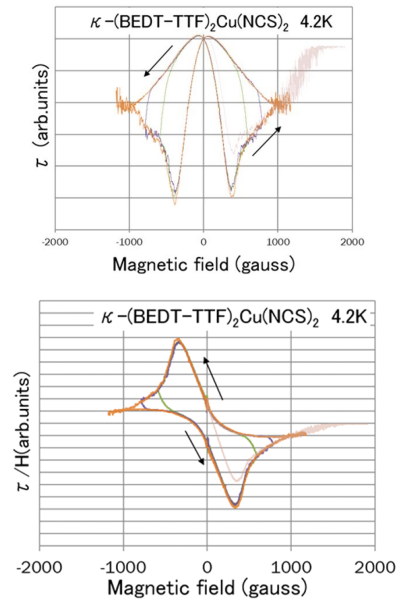 κ-(BEDT-TTF)₂Cu(NCS)₂ 4.2K
τ (arb.units)
-2000 -1000 0 1000 2000
Magnetic field (gauss)
κ-(BEDT-TTF)₂Cu(NCS)₂ 4.2K
τ/H(arb.units)
-2000 -1000 0 1000 2000
Magnetic field (gauss)